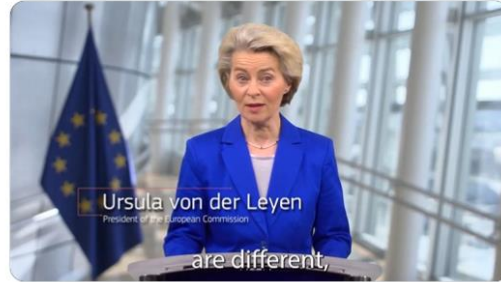 Ursula von der Leyen
President of the European Commission
are different,